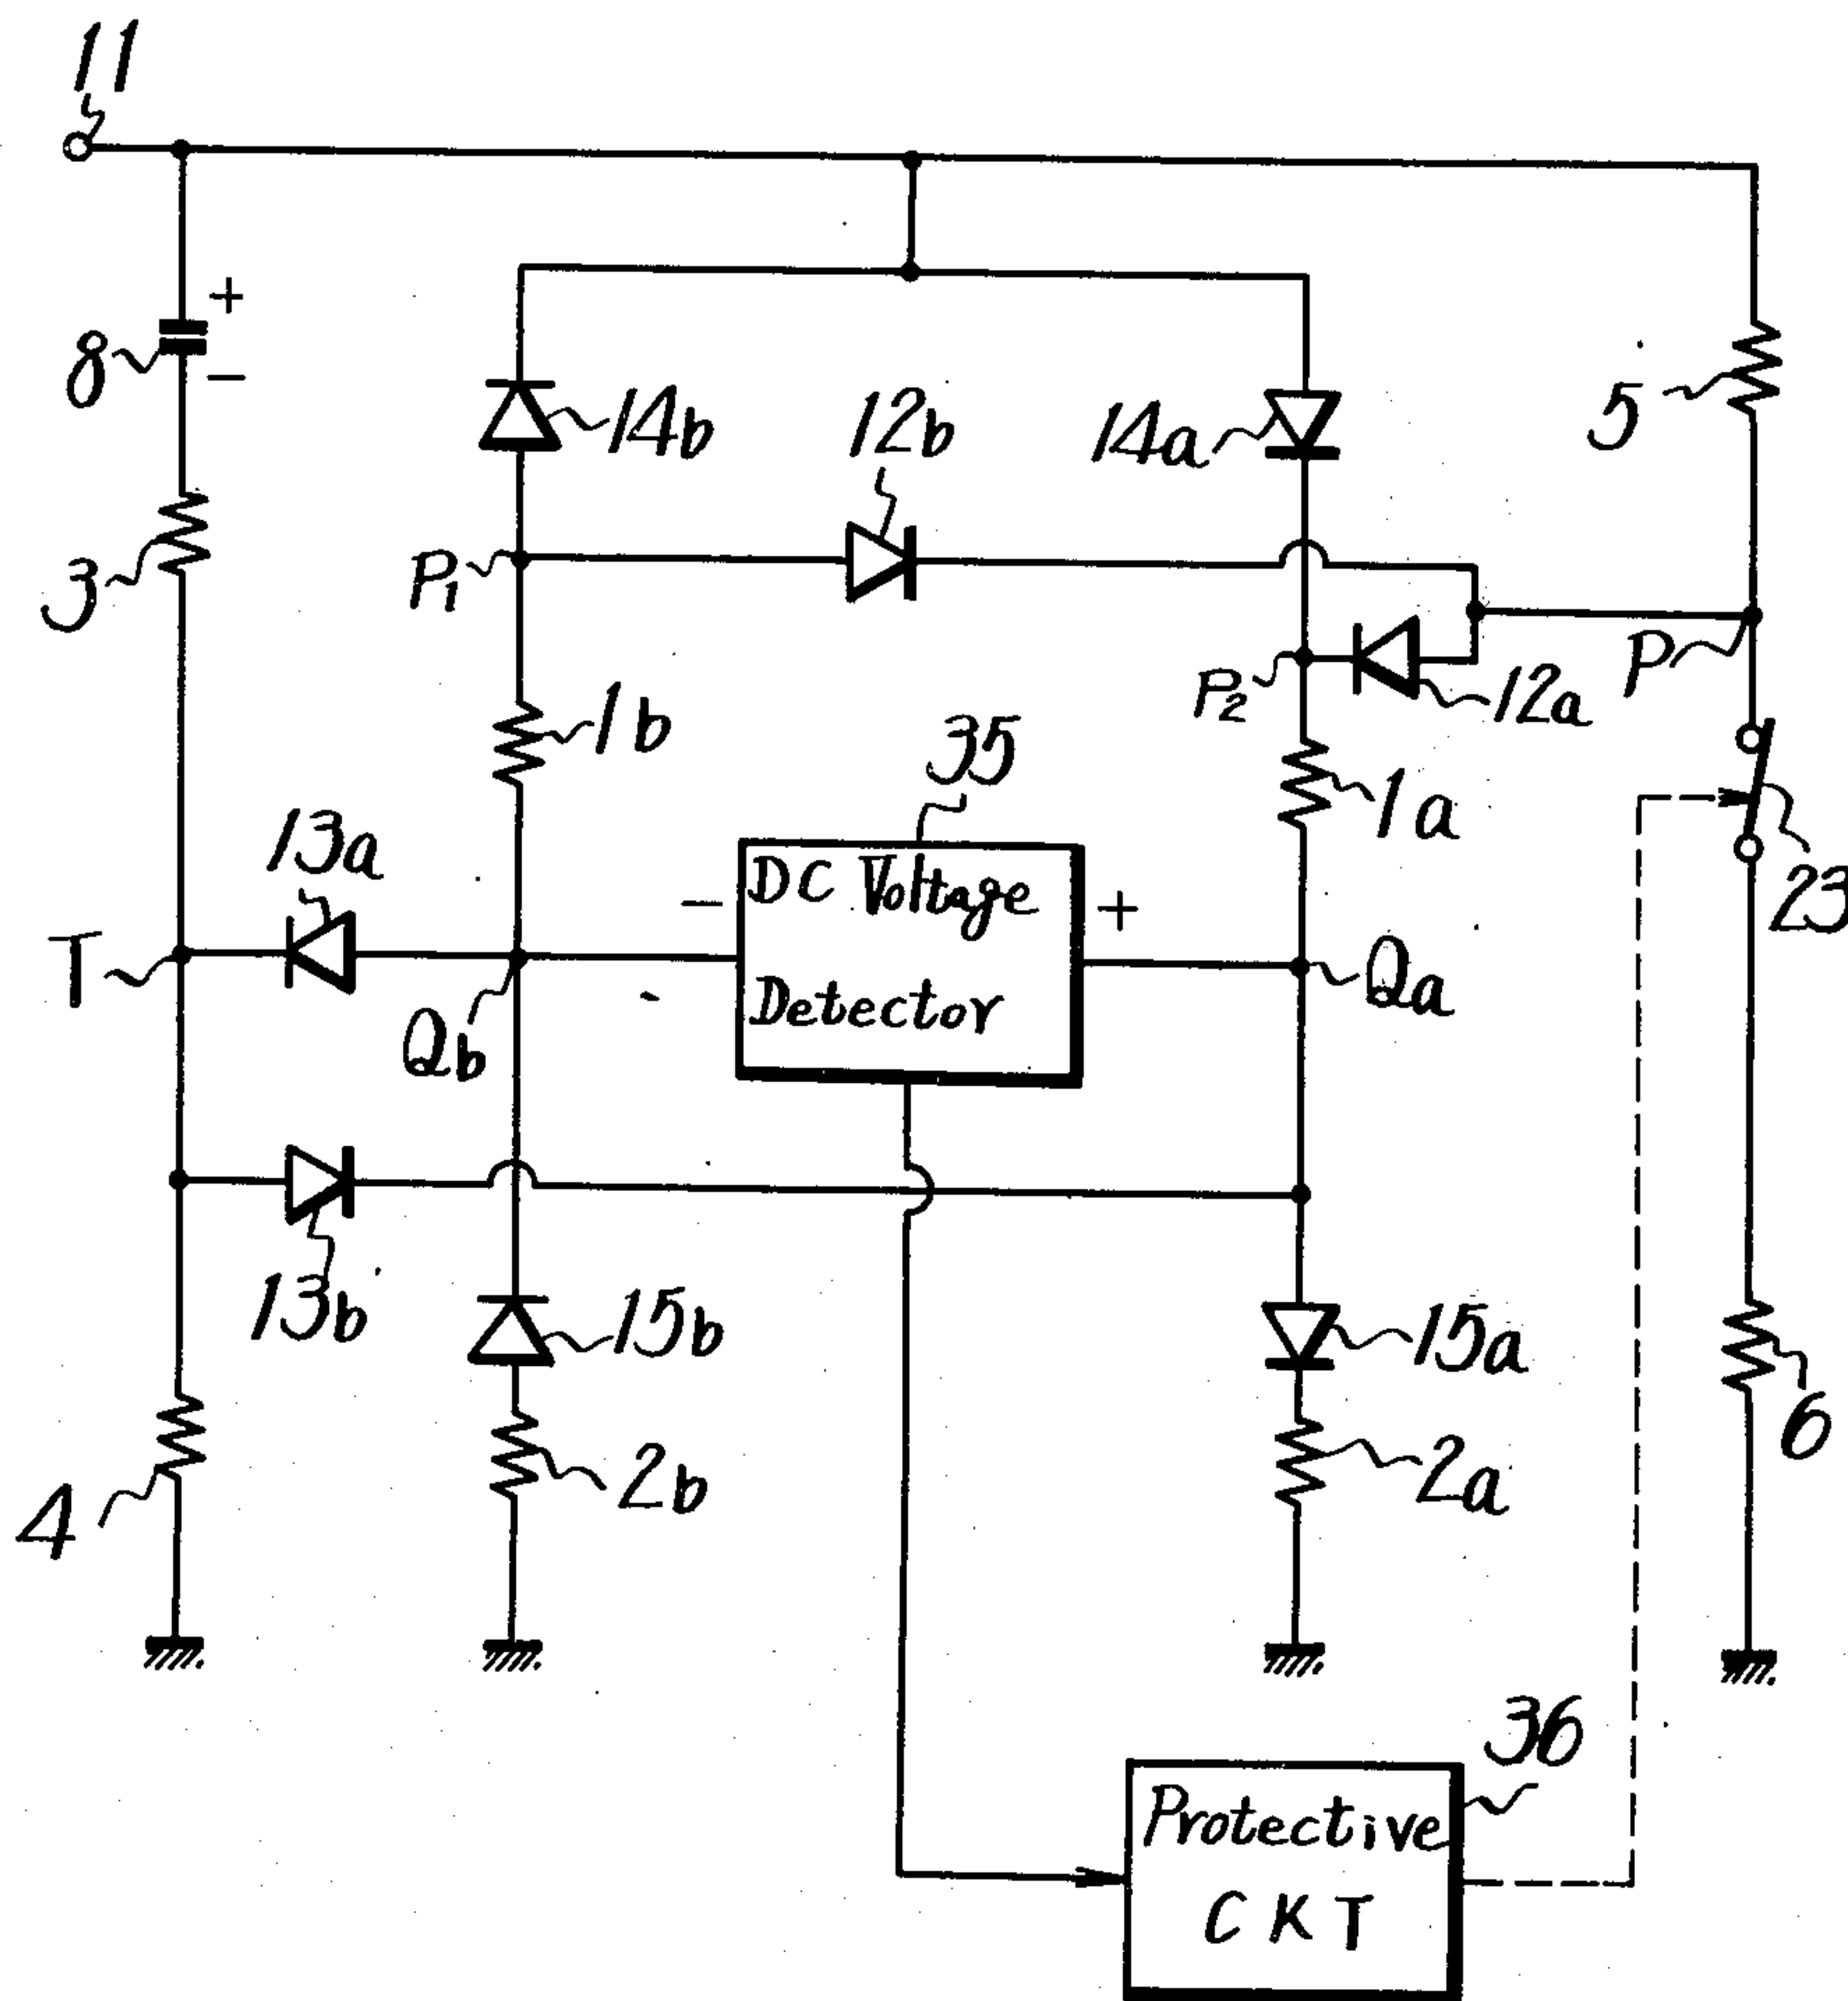 11
+
8
−
14b
12b
14a
5
3
P1
P
P2
12a
1b
35
1a
13a
DC Voltage
−
+
23
T
Qa
Detector
Qb
13b
15b
15a
6
2b
2a
4
36
Protective
CKT